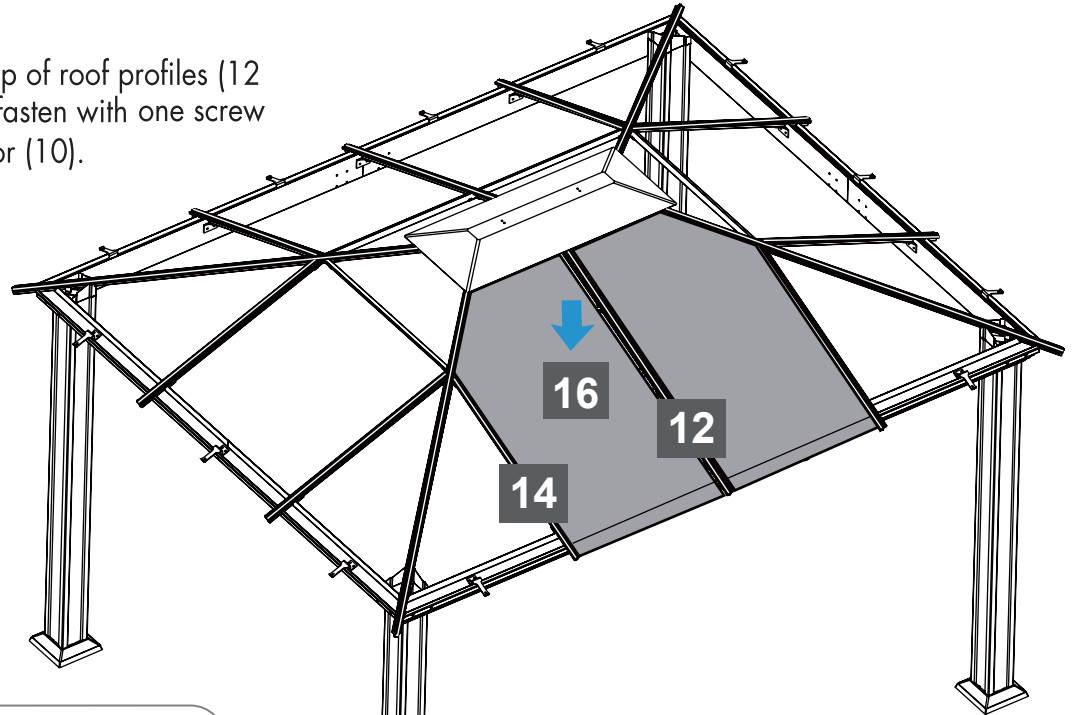 p of roof profiles (12
fasten with one screw
or (10).
16
12
14